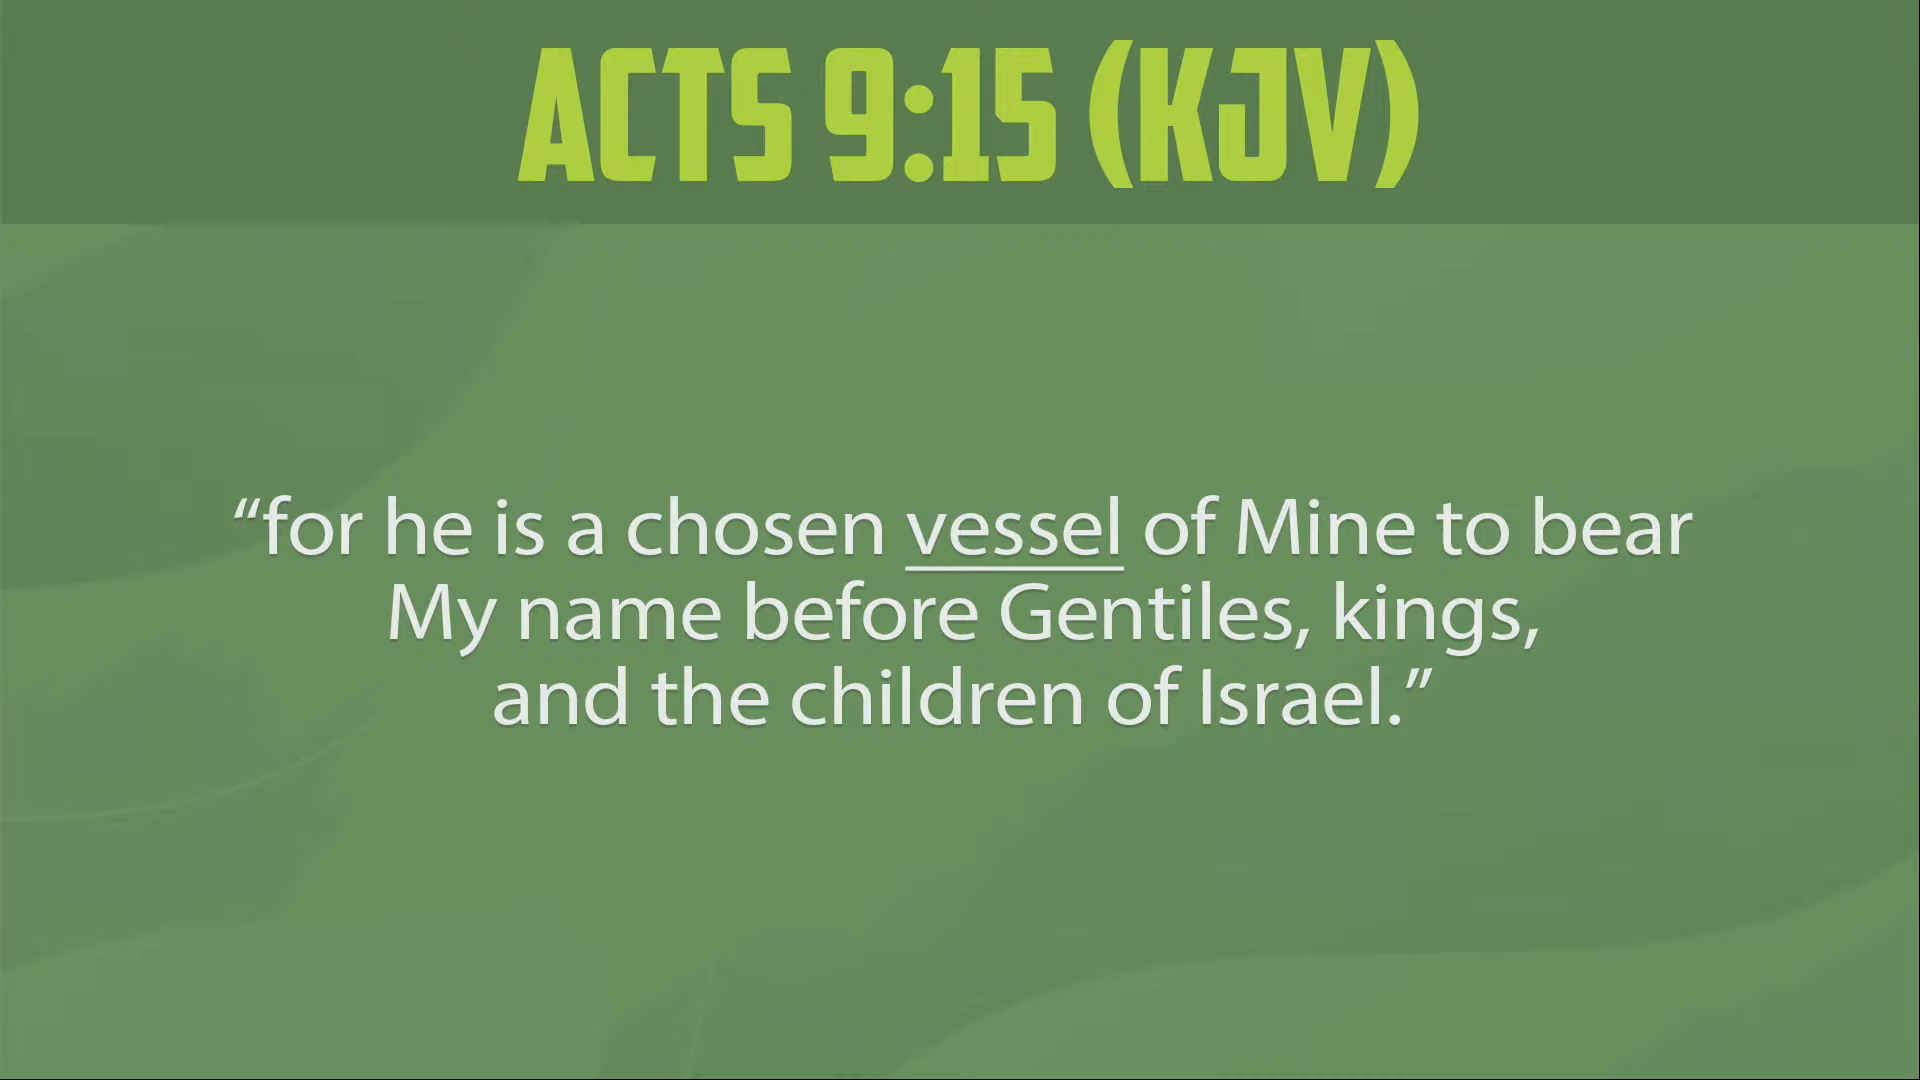 ACTS 9:15 (KJV)
“for he is a chosen vessel of Mine to bear
My name before Gentiles, kings,
and the children of Israel.”